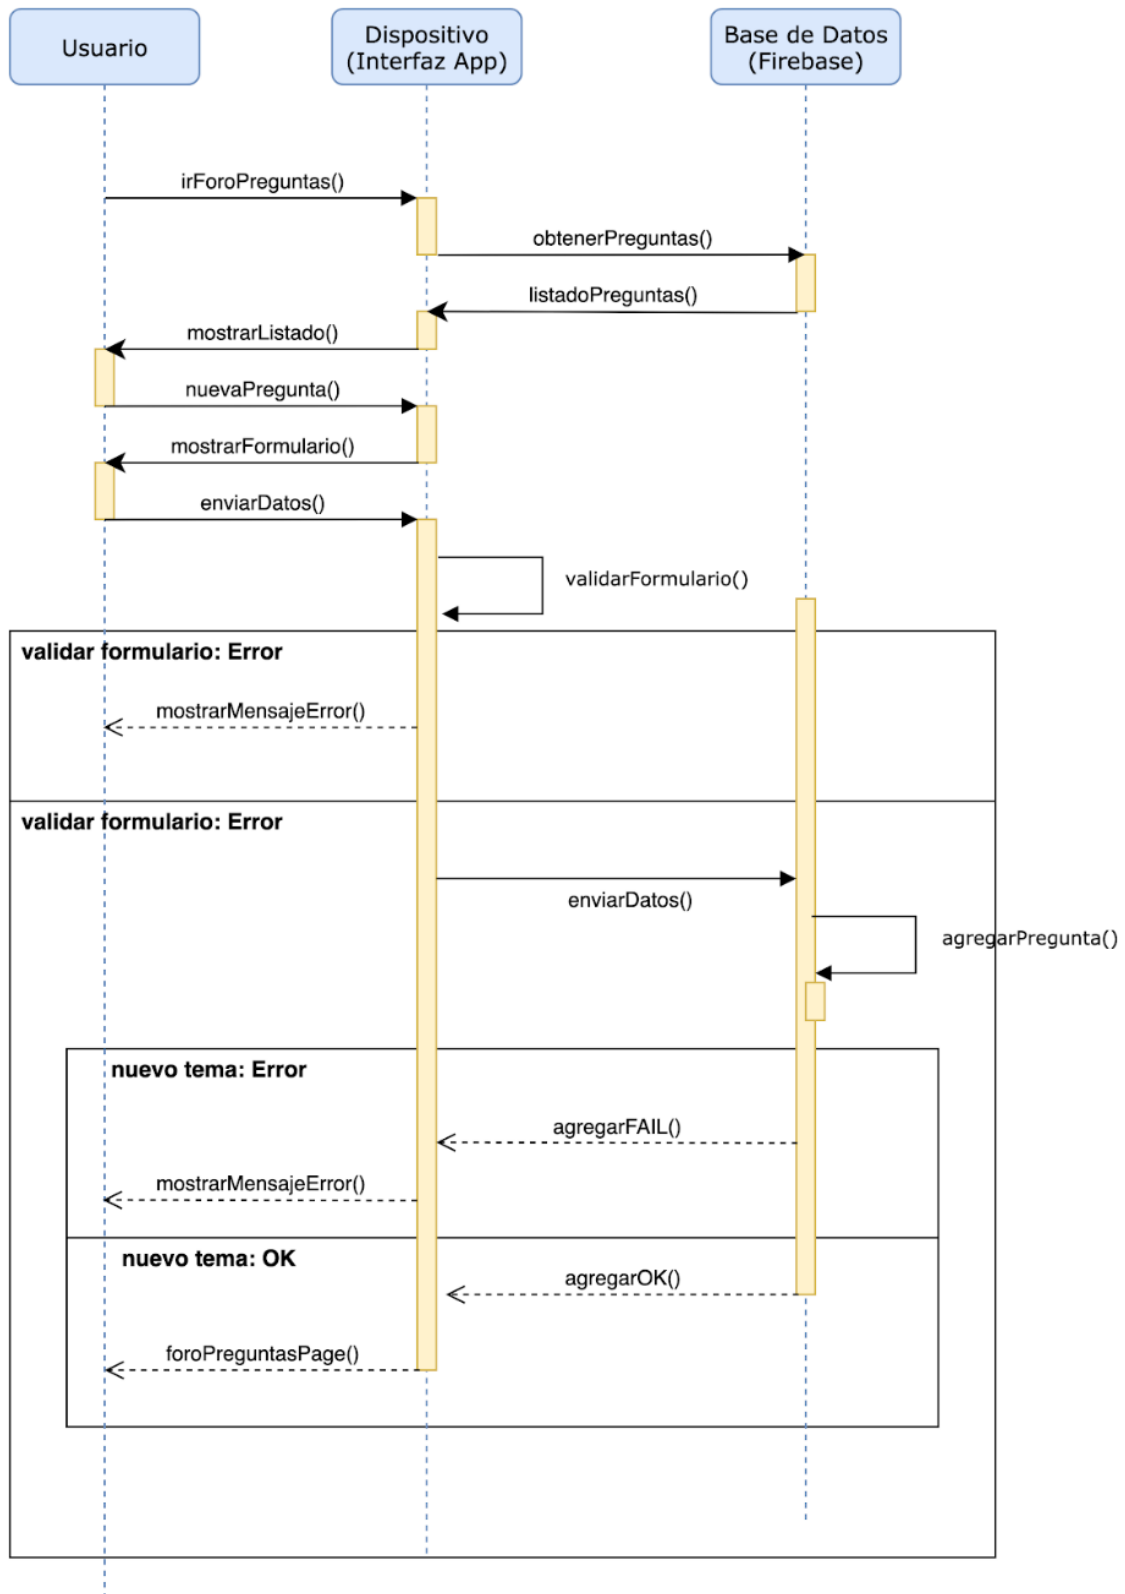 Usuario
Dispositivo
(Interfaz App)
Base de Datos
(Firebase)
irForoPreguntas()
obtenerPreguntas()
listadoPreguntas()
mostrarListado()
nuevaPregunta()
mostrarFormulario()
enviarDatos()
validarFormulario()
validar formulario: Error
mostrarMensajeError()
validar formulario: Error
enviarDatos()
agregarPregunta()
nuevo tema: Error
agregarFAIL()
mostrarMensajeError()
nuevo tema: OK
agregarOK()
foroPreguntasPage()